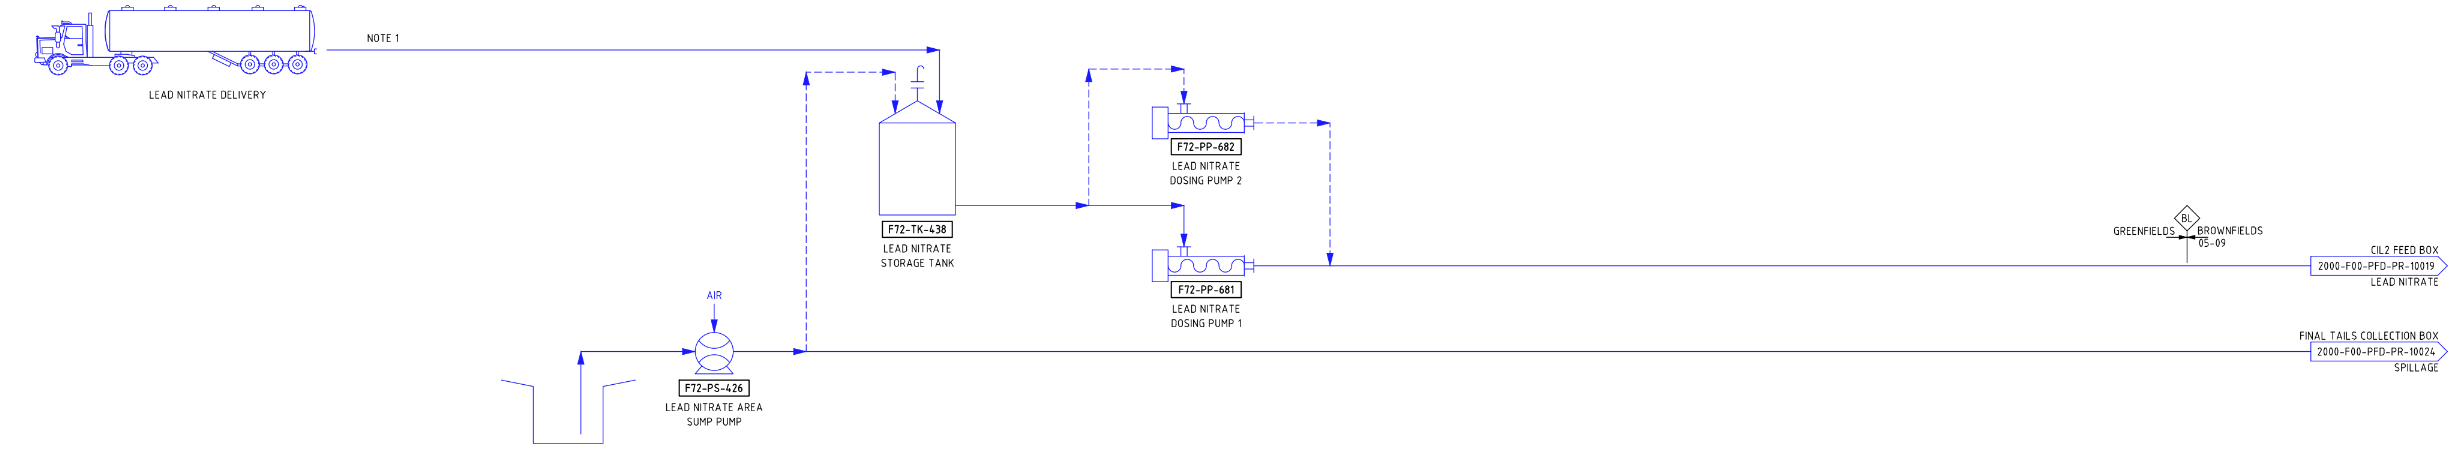 NOTE 1
LEAD NITRATE DELIVERY
F72-PP-682
LEAD NITRATE
DOSING PUMP 2
F72-TK-438
LEAD NITRATE
STORAGE TANK
BL
GREENFIELDS
BROWNFIELDS
05-09
CIL2 FEED BOX
2000-F00-PFD-PR-10019
LEAD NITRATE
F72-PP-681
LEAD NITRATE
DOSING PUMP 1
AIR
FINAL TAILS COLLECTION BOX
2000-F00-PFD-PR-10024
SPILLAGE
F72-PS-426
LEAD NITRATE AREA
SUMP PUMP